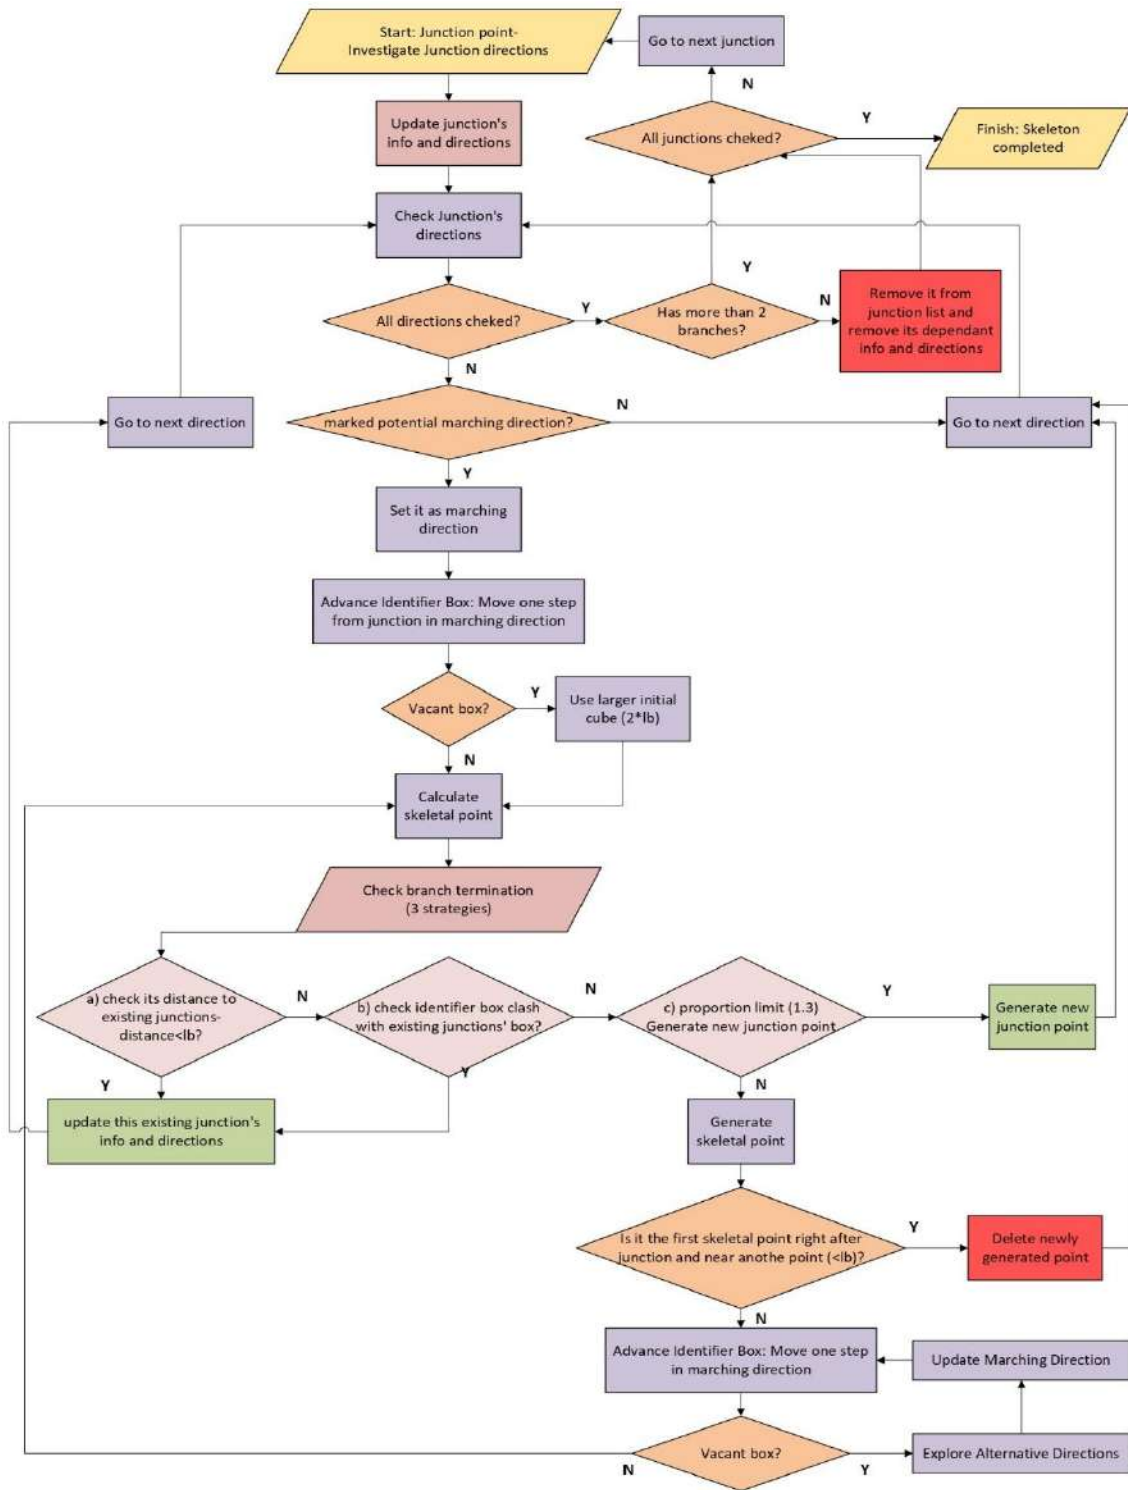 Start: Junction point-
Investigate Junction directions
Go to next junction
N
Update junction's
info and directions
All junctions cheked?
Y
Finish: Skeleton
completed
Check Junction's
directions
Y
All directions cheked?
Y
Has more than 2
branches?
N
Remove it from
junction list and
remove its dependant
info and directions
N
Go to next direction
marked potential marching direction?
N
Go to next direction
Y
Set it as marching
direction
Advance Identifier Box: Move one step
from junction in marching direction
Vacant box?
Y
Use larger initial
cube (2*lb)
N
Calculate
skeletal point
Check branch termination
(3 strategies)
a) check its distance to
existing junctions-
distance<lb?
N
b) check identifier box clash
with existing junctions' box?
N
c) proportion limit (1.3)
Generate new junction point
Y
Generate new
junction point
Y
Y
N
update this existing junction's
info and directions
Generate
skeletal point
Is it the first skeletal point right after
junction and near anothe point (<lb)?
Y
Delete newly
generated point
N
Advance Identifier Box: Move one step
in marching direction
Update Marching Direction
Vacant box?
N
Y
Explore Alternative Directions